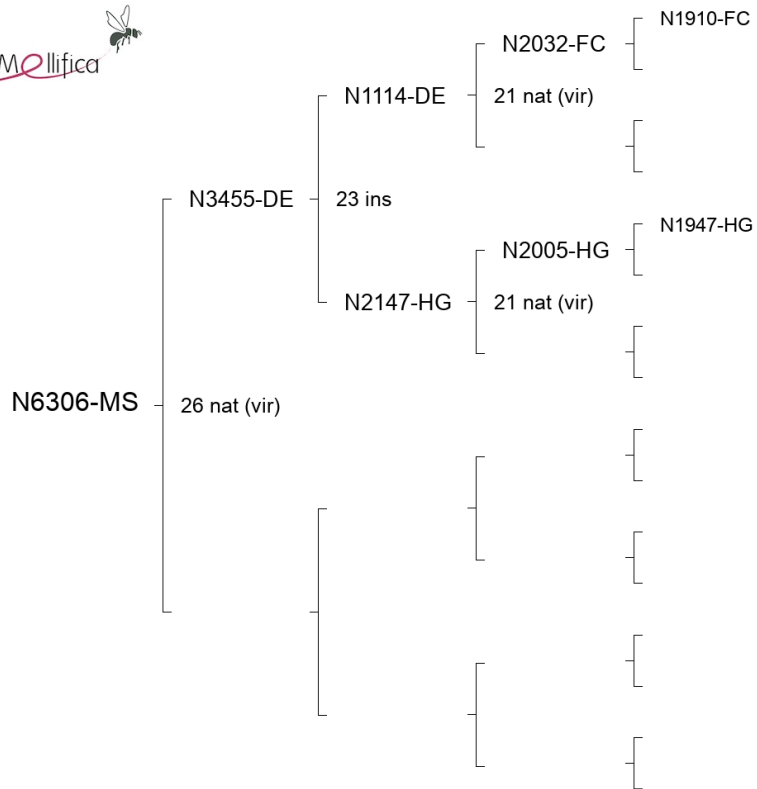 Mellifica
N1910-FC
N2032-FC
N1114-DE
21 nat (vir)
N3455-DE
23 ins
N1947-HG
N2005-HG
N2147-HG
21 nat (vir)
N6306-MS
26 nat (vir)